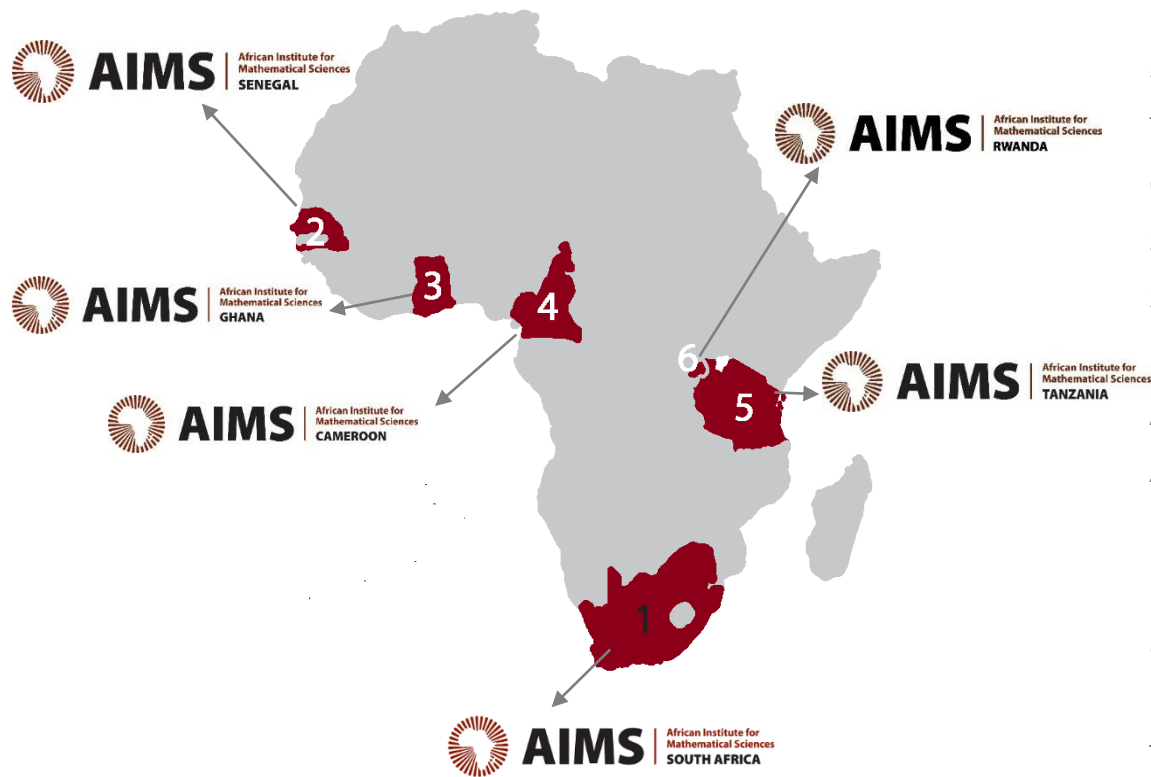 AIMS
African Institute for
Mathematical Sciences
SENEGAL
AIMS
African Institute for
Mathematical Sciences
RWANDA
2
AIMS
African Institute for
Mathematical Sciences
GHANA
3
4
6
AIMS
African Institute for
Mathematical Sciences
TANZANIA
5
AIMS
African Institute for
Mathematical Sciences
CAMEROON
1
AIMS
African Institute for
Mathematical Sciences
SOUTH AFRICA